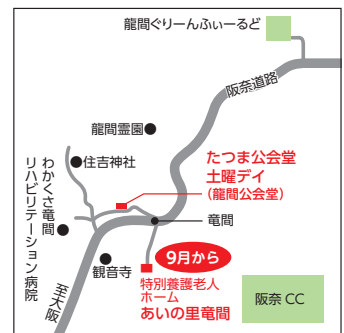 龍間ぐりーんふぃーるど
阪奈道路
龍間霊園
住吉神社
わかくさ竜間
リハビリテーション病院
たつま公会堂
土曜デイ
(龍間公会堂)
竜間
9月から
観音寺
特別養護老人
ホーム
あいの里竜間
阪奈 CC
至大阪